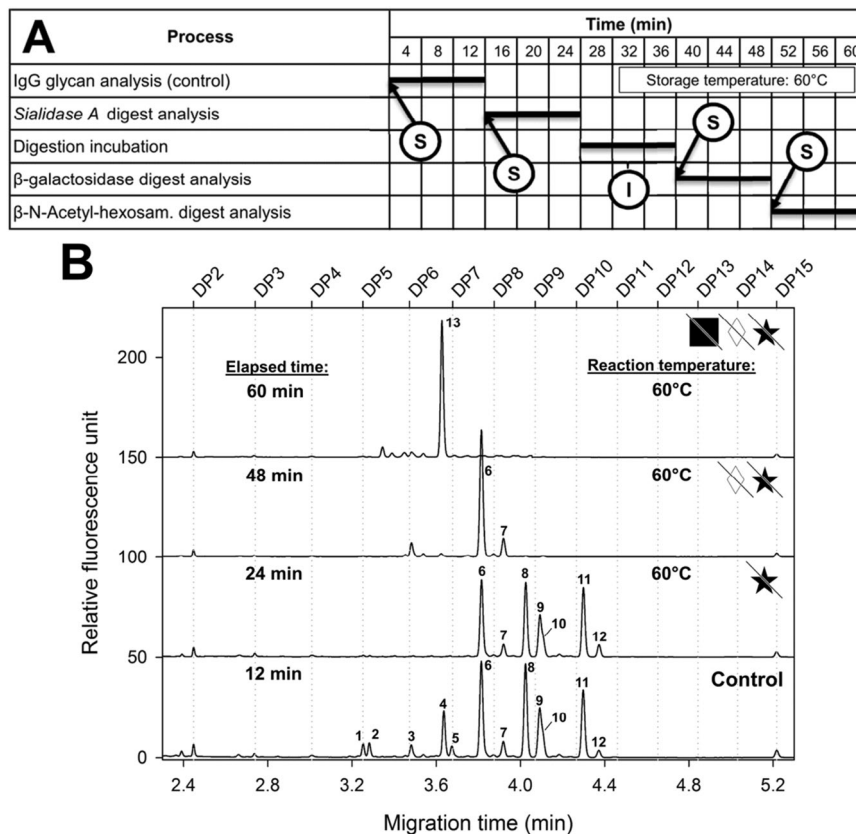 A
Process
Time (min)
4 8 12 16 20 24 28 32 36 40 44 48 52 56 60
IgG glycan analysis (control)
Storage temperature: 60°C
Sialidase A digest analysis
S
S
Digestion incubation
S
S
β-galactosidase digest analysis
I
β-N-Acetyl-hexosam. digest analysis
B
DP2 DP3 DP4 DP5 DP6 DP7 DP8 DP9 DP10 DP11 DP12 DP13 DP14 DP15
Relative fluorescence unit
200
13
Elapsed time:
Reaction temperature:
60 min
60°C
150
48 min
6
60°C
7
100
24 min
6
8
11
60°C
9
10
7
12
50
12 min
6
8
Control
11
4
9
10
1
2
3
5
7
12
0
2.4 2.8 3.2 3.6 4.0 4.4 4.8 5.2
Migration time (min)